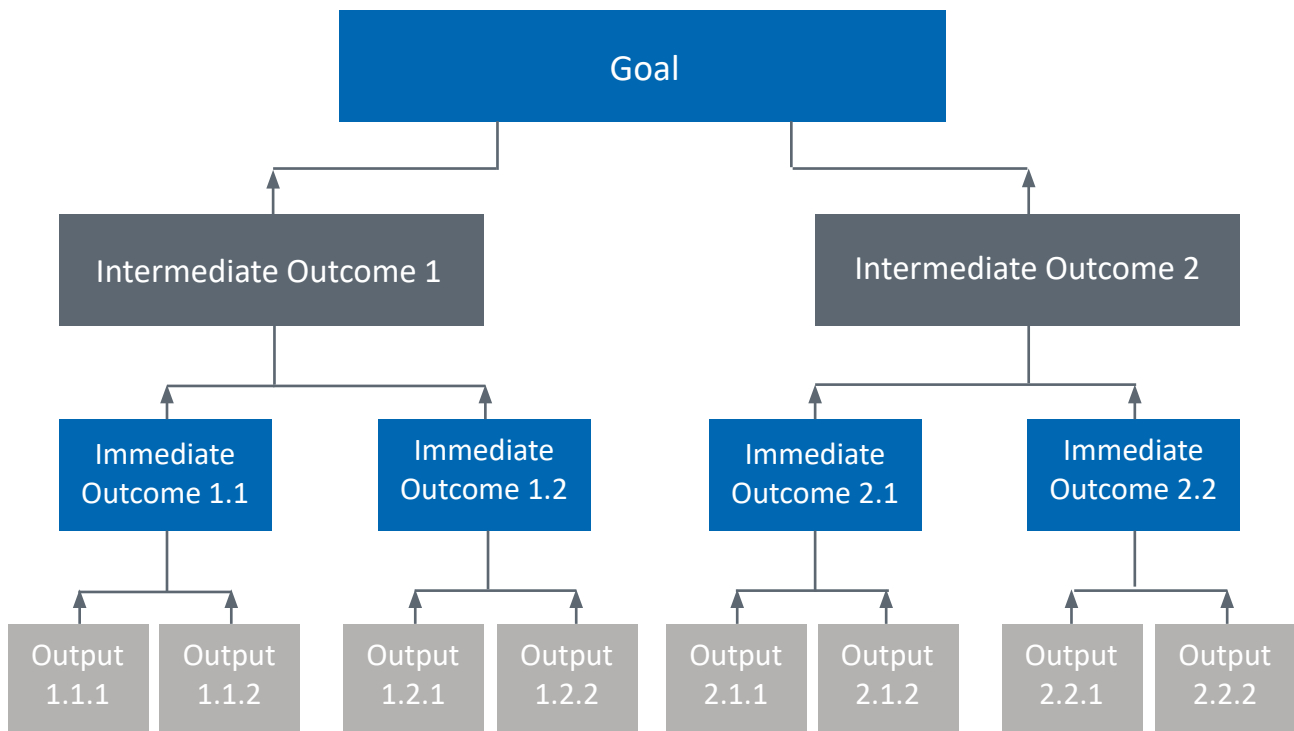 Goal
Intermediate Outcome 1
Intermediate Outcome 2
Immediate
Outcome 1.1
Immediate
Outcome 1.2
Immediate
Outcome 2.1
Immediate
Outcome 2.2
Output
1.1.1
Output
1.1.2
Output
1.2.1
Output
1.2.2
Output
2.1.1
Output
2.1.2
Output
2.2.1
Output
2.2.2